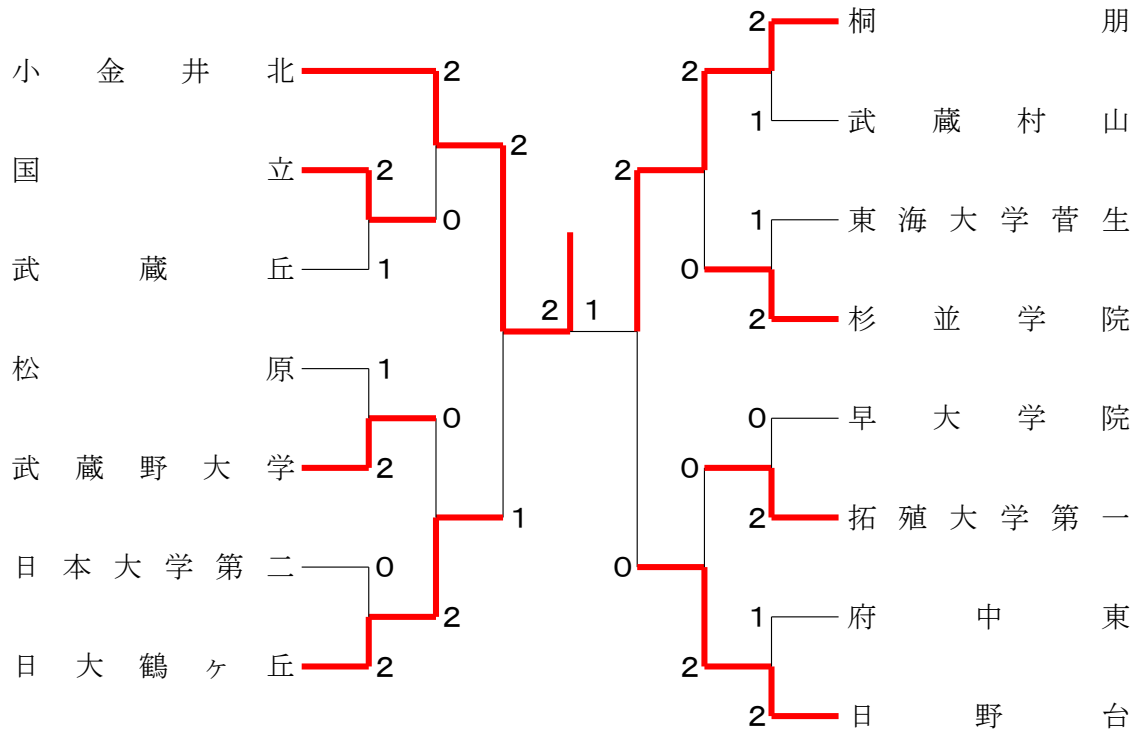 小金井北
2
2
国立
2
0
武蔵丘
1
松原
1
0
武蔵野大学
2
1
日本大学第二
0
2
日大鶴ヶ丘
2
2
1
2
桐朋
2
1
武蔵村山
2
1
東海大学菅生
0
2
杉並学院
0
早大学院
0
2
拓殖大学第一
0
1
府中東
2
2
日野台